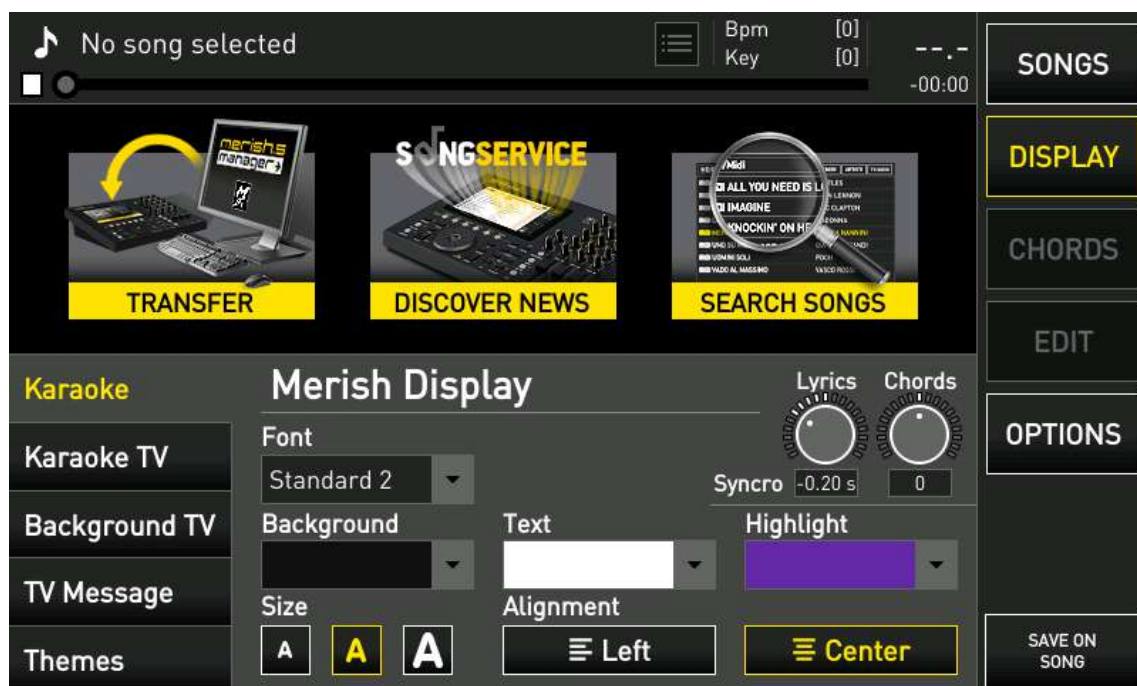 No song selected
Bpm [0]
Key [0]
--.-
-00:00
SONGS
DISPLAY
CHORDS
EDIT
OPTIONS
SAVE ON
SONG
merish5
manager
SONGSERVICE
/Midi
ALL YOU NEED IS L
IMAGINE
KNOCKIN' ON HE
TRANSFER
DISCOVER NEWS
SEARCH SONGS
Karaoke
Karaoke TV
Background TV
TV Message
Themes
Merish Display
Lyrics Chords
Font
Standard 2
Syncro -0.20 s 0
Background Text Highlight
Size Alignment
A A A Left Center